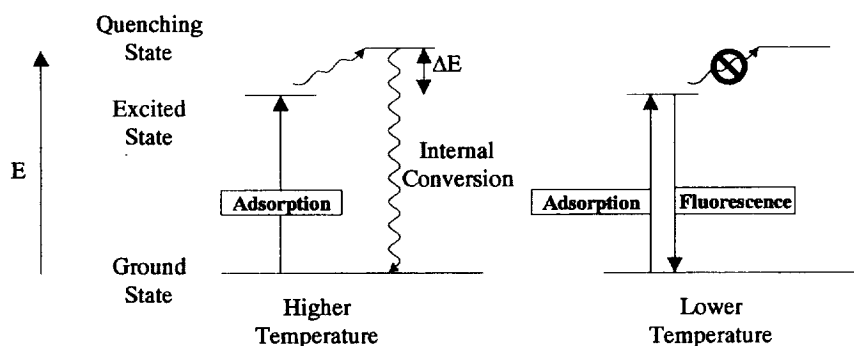 Quenching
State
ΔE
Excited
State
E
Internal
Conversion
Adsorption
Adsorption
Fluorescence
Ground
State
Higher
Temperature
Lower
Temperature